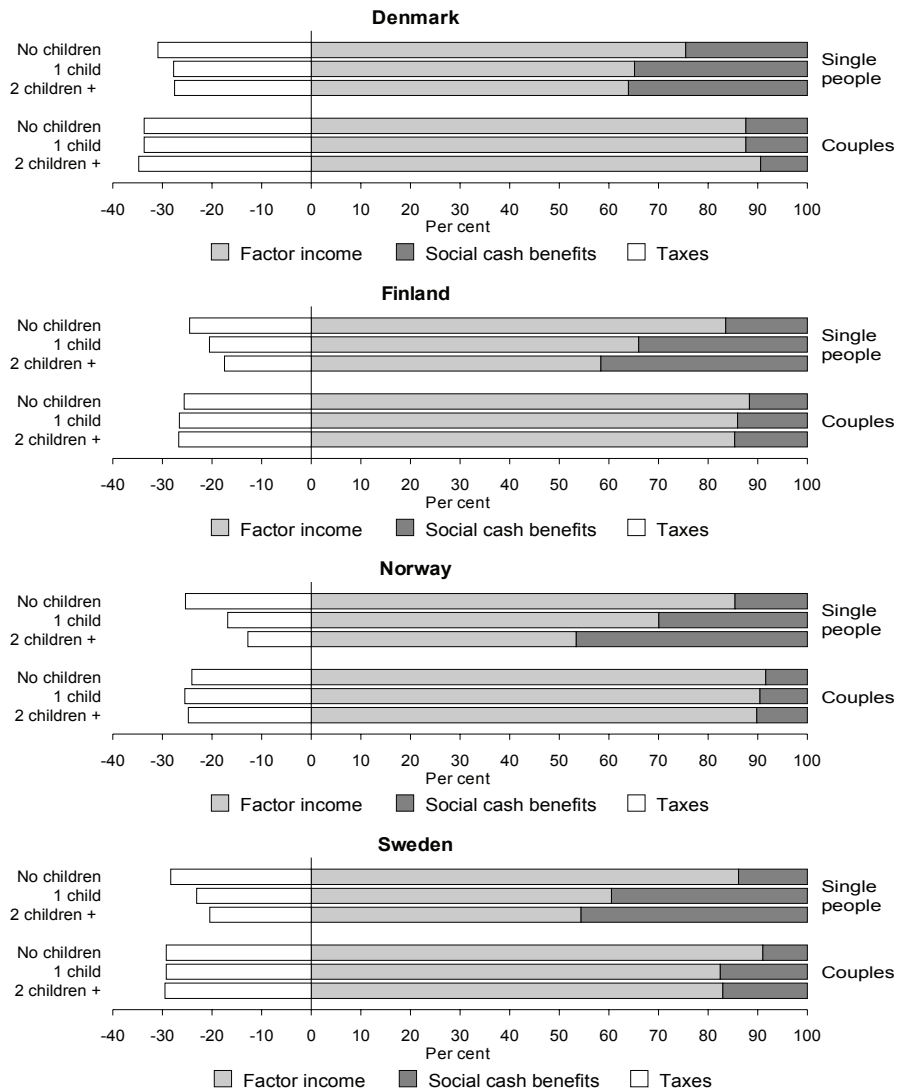 Denmark
No children
1 child
2 children +
Single people
No children
1 child
2 children +
Couples
-40 -30 -20 -10 0 10 20 30 40 50 60 70 80 90 100
Per cent
Factor income Social cash benefits Taxes
Finland
No children
1 child
2 children +
Single people
No children
1 child
2 children +
Couples
-40 -30 -20 -10 0 10 20 30 40 50 60 70 80 90 100
Per cent
Factor income Social cash benefits Taxes
Norway
No children
1 child
2 children +
Single people
No children
1 child
2 children +
Couples
-40 -30 -20 -10 0 10 20 30 40 50 60 70 80 90 100
Per cent
Factor income Social cash benefits Taxes
Sweden
No children
1 child
2 children +
Single people
No children
1 child
2 children +
Couples
-40 -30 -20 -10 0 10 20 30 40 50 60 70 80 90 100
Per cent
Factor income Social cash benefits Taxes